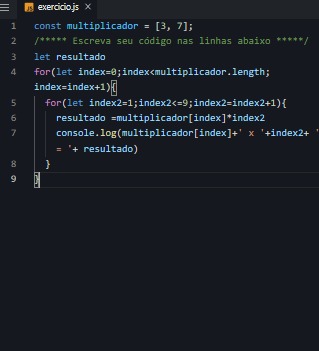 JS exercicio.js ×
1 const multiplicador = [3, 7];
2 /***** Escreva seu código nas linhas abaixo *****/
3 let resultado
4 for(let index=0;index<multiplicador.length;
index=index+1){
5 for(let index2=1;index2<=9;index2=index2+1){
6 resultado =multiplicador[index]*index2
7 console.log(multiplicador[index]+' x '+index2+ '
= '+ resultado)
8 }
9 }